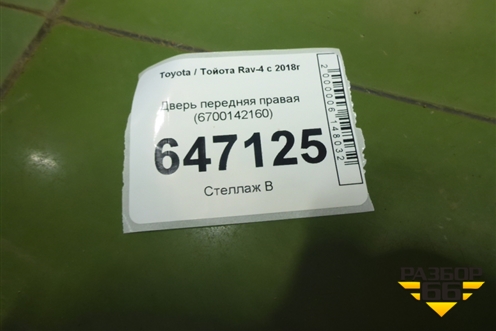 Toyota / Тойота Rav-4 с 2018г
Дверь передняя правая
(6700142160)
647125
Стеллаж В
2000006148032
РАЗБОР
66